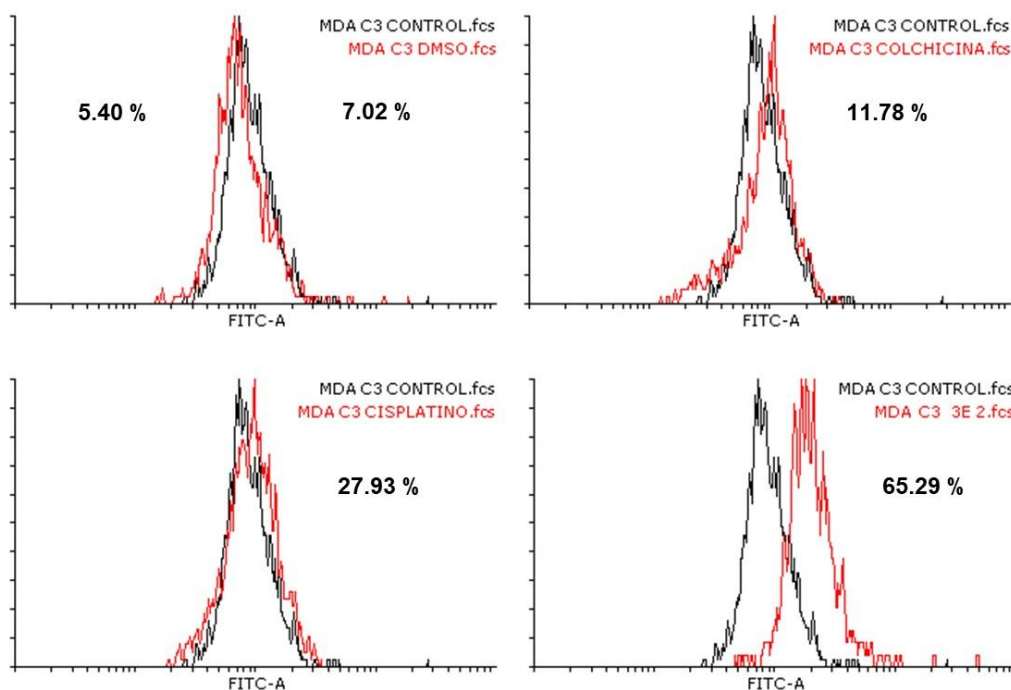 MDA C3 CONTROL.fcs
MDA C3 DMSO.fcs
5.40 %
7.02 %
FITC-A
MDA C3 CONTROL.fcs
MDA C3 COLCHICINA.fcs
11.78 %
FITC-A
MDA C3 CONTROL.fcs
MDA C3 CISPLATINO.fcs
27.93 %
FITC-A
MDA C3 CONTROL.fcs
MDA C3 3E 2.fcs
65.29 %
FITC-A